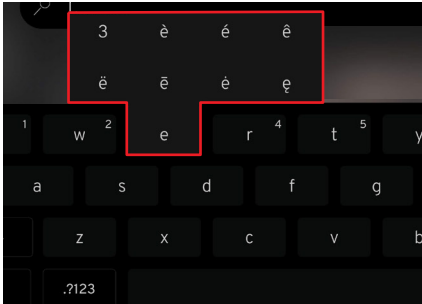 3 è é ê
ë ē ė ę
1 w 2 e r 4 t 5 y
a s d f g
z x c v b
.?123